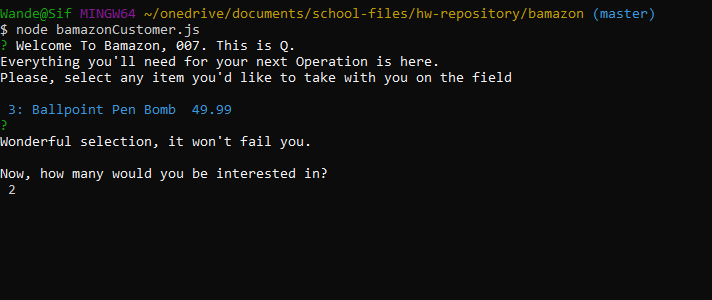 Wande@Sif MINGW64 ~/onedrive/documents/school-files/hw-repository/bamazon (master)
$ node bamazonCustomer.js
? Welcome To Bamazon, 007. This is Q.
Everything you'll need for your next Operation is here.
Please, select any item you'd like to take with you on the field
3: Ballpoint Pen Bomb  49.99
?
Wonderful selection, it won't fail you.
Now, how many would you be interested in?
2